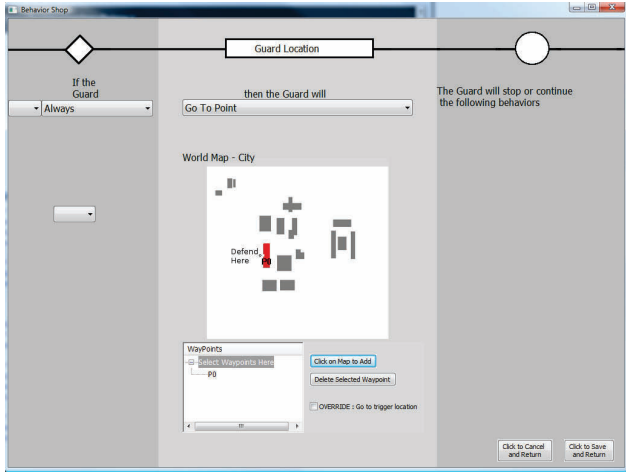 Behavior Shop
Guard Location
If the
Guard
Always
then the Guard will
Go To Point
The Guard will stop or continue
the following behaviors
World Map - City
Defend
Here
P0
WayPoints
Select Waypoints Here
P0
Click on Map to Add
Delete Selected Waypoint
OVERRIDE : Go to trigger location
Click to Cancel
and Return
Click to Save
and Return